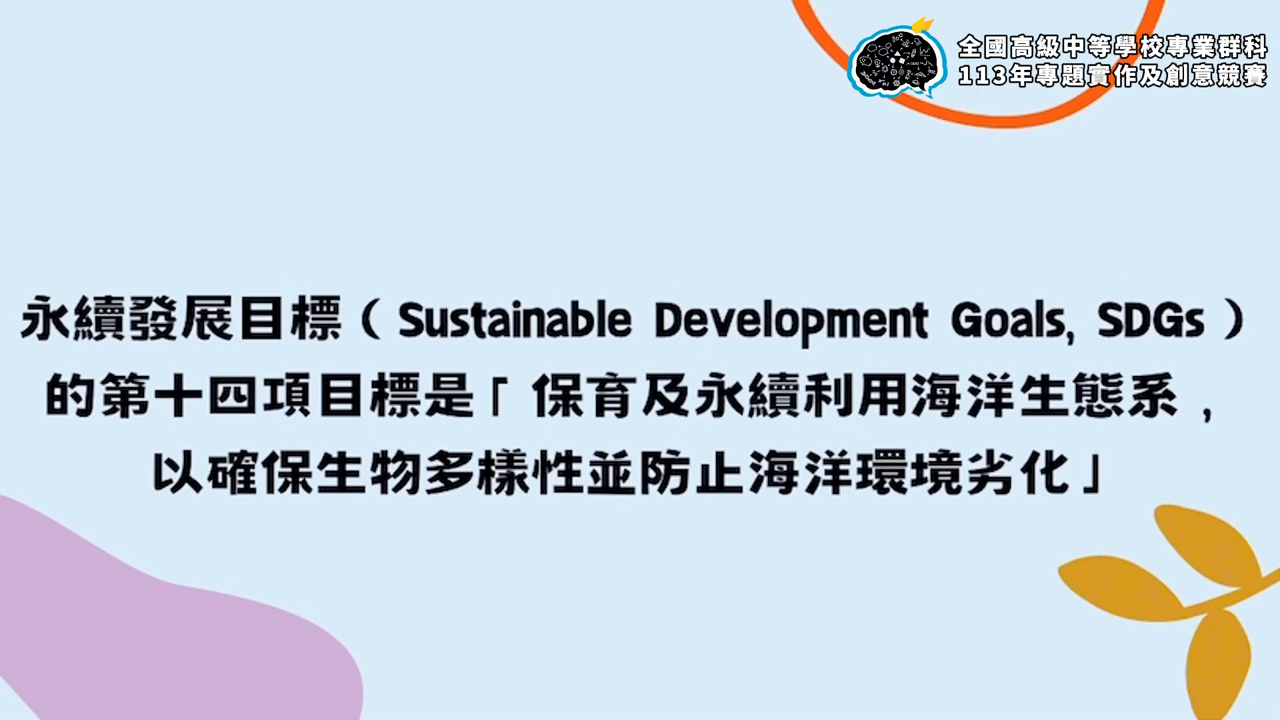 全國高級中等學校專業群科
113年專題實作及創意競賽
永續發展目標（Sustainable Development Goals, SDGs）
的第十四項目標是「保育及永續利用海洋生態系，
以確保生物多樣性並防止海洋環境劣化」